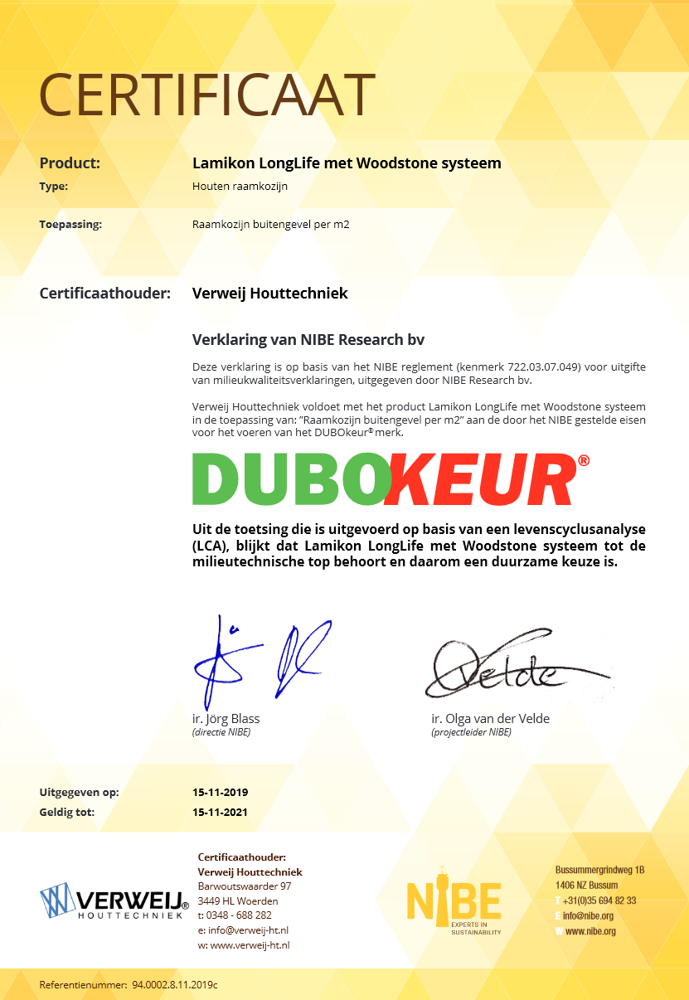 CERTIFICAAT
Product: Lamikon LongLife met Woodstone systeem
Type: Houten raamkozijn
Toepassing: Raamkozijn buitengevel per m2
Certificaathouder: Verweij Houttechniek
Verklaring van NIBE Research bv
Deze verklaring is op basis van het NIBE reglement (kenmerk 722.03.07.049) voor uitgifte
van milieukwaliteitsverklaringen, uitgegeven door NIBE Research bv.
Verweij Houttechniek voldoet met het product Lamikon LongLife met Woodstone systeem
in de toepassing van: ”Raamkozijn buitengevel per m2” aan de door het NIBE gestelde eisen
voor het voeren van het DUBOkeur® merk.
DUBOKEUR®
Uit de toetsing die is uitgevoerd op basis van een levenscyclusanalyse
(LCA), blijkt dat Lamikon LongLife met Woodstone systeem tot de
milieutechnische top behoort en daarom een duurzame keuze is.
Velde
ir. Jörg Blass
(directie NIBE)
ir. Olga van der Velde
(projectleider NIBE)
Uitgegeven op: 15-11-2019
Geldig tot: 15-11-2021
VERWEIJ®
HOUTTECHNIEK
Certificaathouder:
Verweij Houttechniek
Barwoutswaarder 97
3449 HL Woerden
t: 0348 - 688 282
e: info@verweij-ht.nl
w: www.verweij-ht.nl
NIBE
EXPERTS IN
SUSTAINABILITY
Bussummergrindweg 1B
1406 NZ Bussum
T +31(0)35 694 82 33
E info@nibe.org
W www.nibe.org
Referentienummer: 94.0002.8.11.2019c